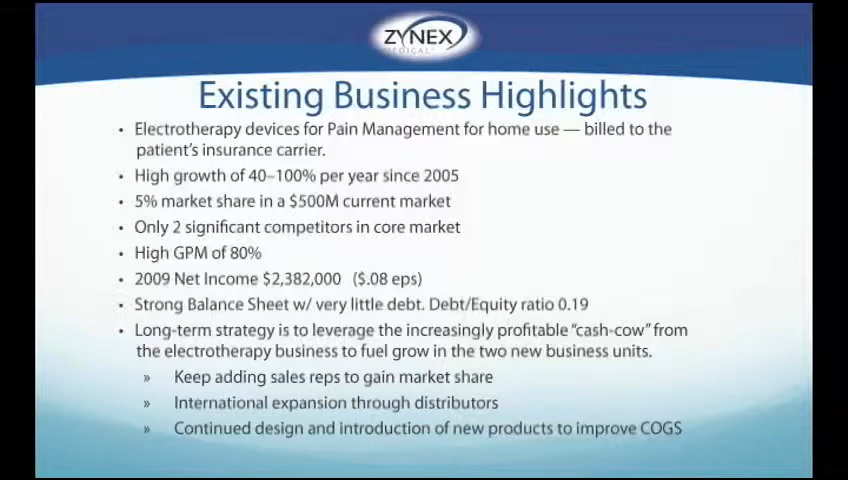 ZYNEX
MEDICAL
Existing Business Highlights
• Electrotherapy devices for Pain Management for home use — billed to the
patient's insurance carrier.
• High growth of 40–100% per year since 2005
• 5% market share in a $500M current market
• Only 2 significant competitors in core market
• High GPM of 80%
• 2009 Net Income $2,382,000 ($.08 eps)
• Strong Balance Sheet w/ very little debt. Debt/Equity ratio 0.19
• Long-term strategy is to leverage the increasingly profitable "cash-cow" from
the electrotherapy business to fuel grow in the two new business units.
» Keep adding sales reps to gain market share
» International expansion through distributors
» Continued design and introduction of new products to improve COGS